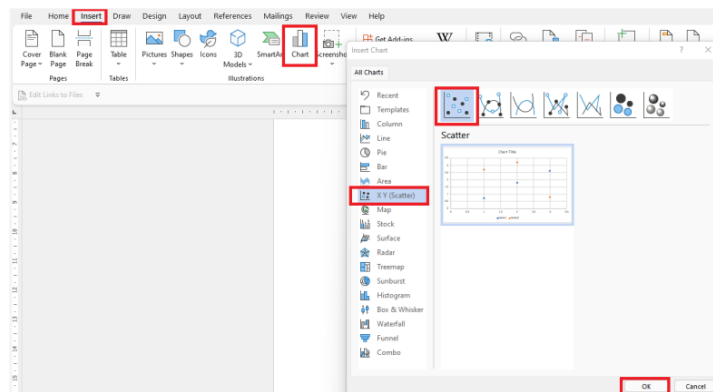 File Home Insert Draw Design Layout References Mailings Review View Help
Cover Page
Blank Page
Page Break
Table
Pictures
Shapes
Icons
3D Models
SmartArt
Chart
Screensho
Get Add-ins
W
Pages
Tables
Illustrations
Edit Links to Files
Insert Chart
?
All Charts
Recent
Templates
Column
Line
Pie
Bar
Area
X Y (Scatter)
Map
Stock
Surface
Radar
Treemap
Sunburst
Histogram
Box & Whisker
Waterfall
Funnel
Combo
Scatter
Chart Title
OK
Cancel